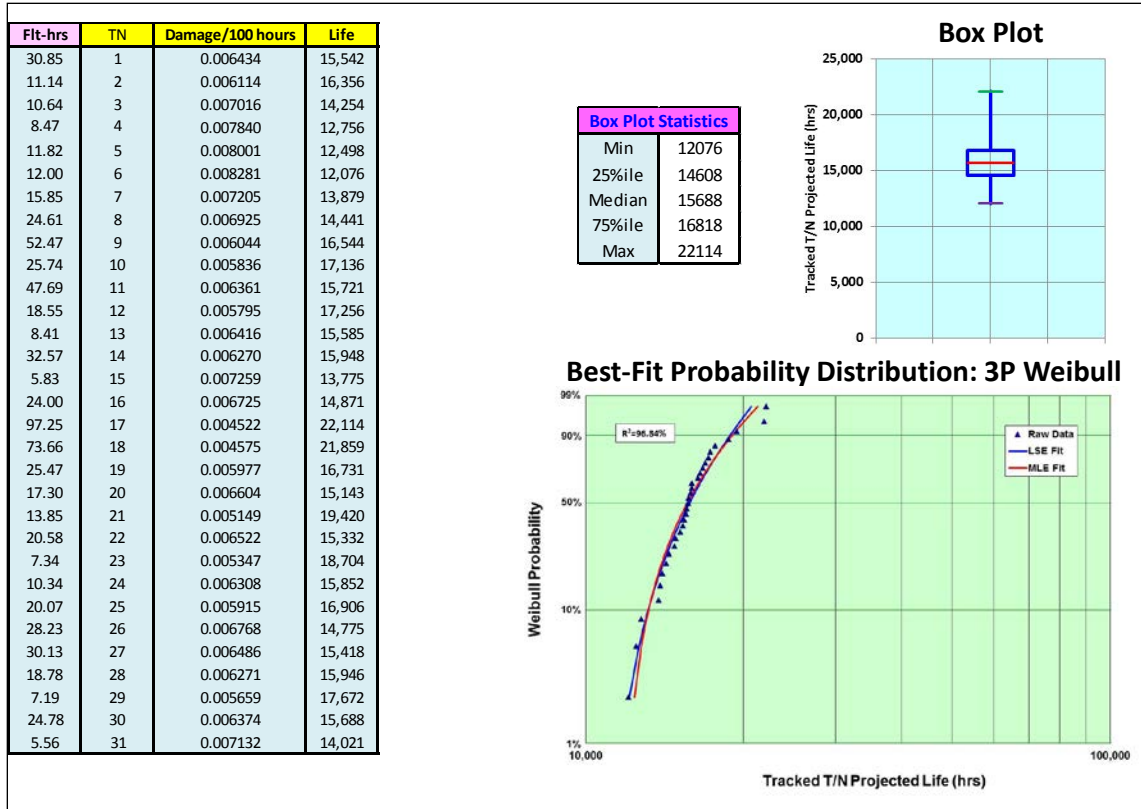 Flt-hrs TN Damage/100 hours Life
30.85 1 0.006434 15,542
11.14 2 0.006114 16,356
10.64 3 0.007016 14,254
8.47 4 0.007840 12,756
11.82 5 0.008001 12,498
12.00 6 0.008281 12,076
15.85 7 0.007205 13,879
24.61 8 0.006925 14,441
52.47 9 0.006044 16,544
25.74 10 0.005836 17,136
47.69 11 0.006361 15,721
18.55 12 0.005795 17,256
8.41 13 0.006416 15,585
32.57 14 0.006270 15,948
5.83 15 0.007259 13,775
24.00 16 0.006725 14,871
97.25 17 0.004522 22,114
73.66 18 0.004575 21,859
25.47 19 0.005977 16,731
17.30 20 0.006604 15,143
13.85 21 0.005149 19,420
20.58 22 0.006522 15,332
7.34 23 0.005347 18,704
10.34 24 0.006308 15,852
20.07 25 0.005915 16,906
28.23 26 0.006768 14,775
30.13 27 0.006486 15,418
18.78 28 0.006271 15,946
7.19 29 0.005659 17,672
24.78 30 0.006374 15,688
5.56 31 0.007132 14,021
Box Plot Statistics
Min 12076
25%ile 14608
Median 15688
75%ile 16818
Max 22114
Box Plot
Tracked T/N Projected Life (hrs)
25,000
20,000
15,000
10,000
5,000
0
Best-Fit Probability Distribution: 3P Weibull
Weibull Probability
99%
90%
50%
10%
1%
R²=96.84%
Raw Data
LSE Fit
MLE Fit
10,000 100,000
Tracked T/N Projected Life (hrs)